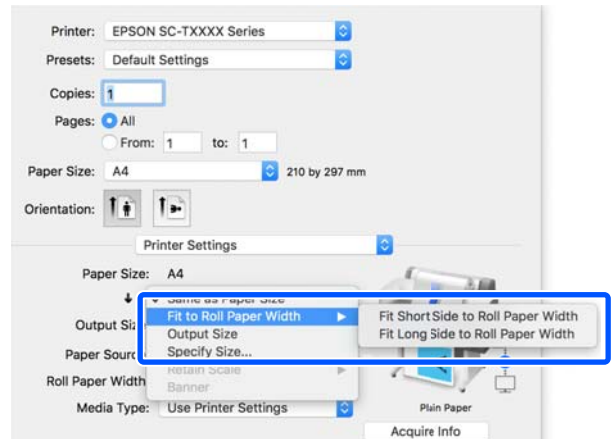 Printer: EPSON SC-TXXXX Series
Presets: Default Settings
Copies: 1
Pages: All
From: 1 to: 1
Paper Size: A4 210 by 297 mm
Orientation:
Printer Settings
Paper Size: A4
Same as Paper Size
Fit to Roll Paper Width
Fit Short Side to Roll Paper Width
Output Size
Fit Long Side to Roll Paper Width
Paper Sourc Specify Size...
Retain Scale
Roll Paper Width Banner
Media Type: Use Printer Settings Plain Paper
Acquire Info